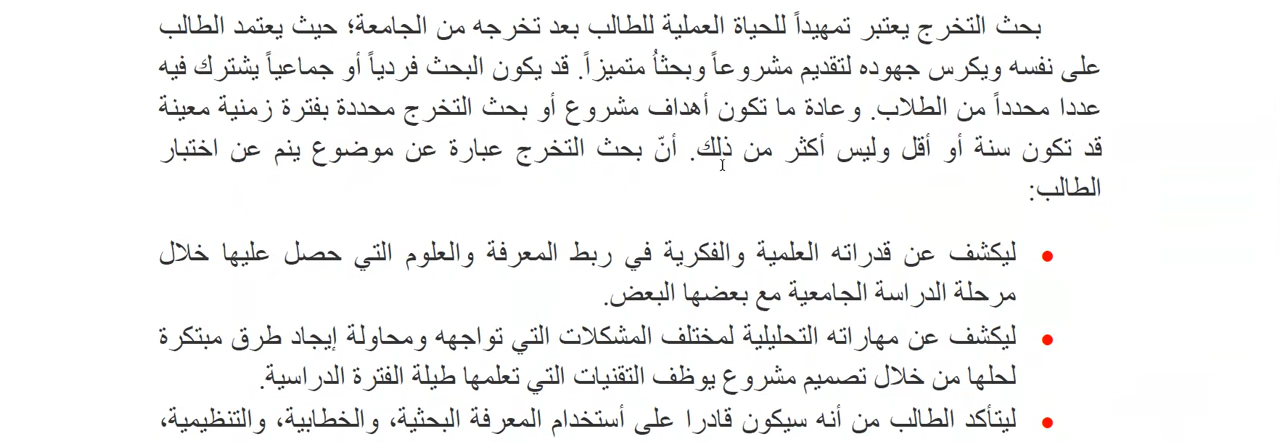 بحث التخرج يعتبر تمهيداً للحياة العملية للطالب بعد تخرجه من الجامعة؛ حيث يعتمد الطالب
على نفسه ويكرس جهوده لتقديم مشروعاً وبحثاُ متميزاً. قد يكون البحث فردياً أو جماعياً يشترك فيه
عددا محدداً من الطلاب. وعادة ما تكون أهداف مشروع أو بحث التخرج محددة بفترة زمنية معينة
قد تكون سنة أو أقل وليس أكثر من ذلك. أنّ بحث التخرج عبارة عن موضوع ينم عن اختبار
الطالب:
• ليكشف عن قدراته العلمية والفكرية في ربط المعرفة والعلوم التي حصل عليها خلال
مرحلة الدراسة الجامعية مع بعضها البعض.
• ليكشف عن مهاراته التحليلية لمختلف المشكلات التي تواجهه ومحاولة إيجاد طرق مبتكرة
لحلها من خلال تصميم مشروع يوظف التقنيات التي تعلمها طيلة الفترة الدراسية.
• ليتأكد الطالب من أنه سيكون قادرا على أستخدام المعرفة البحثية، والخطابية، والتنظيمية،